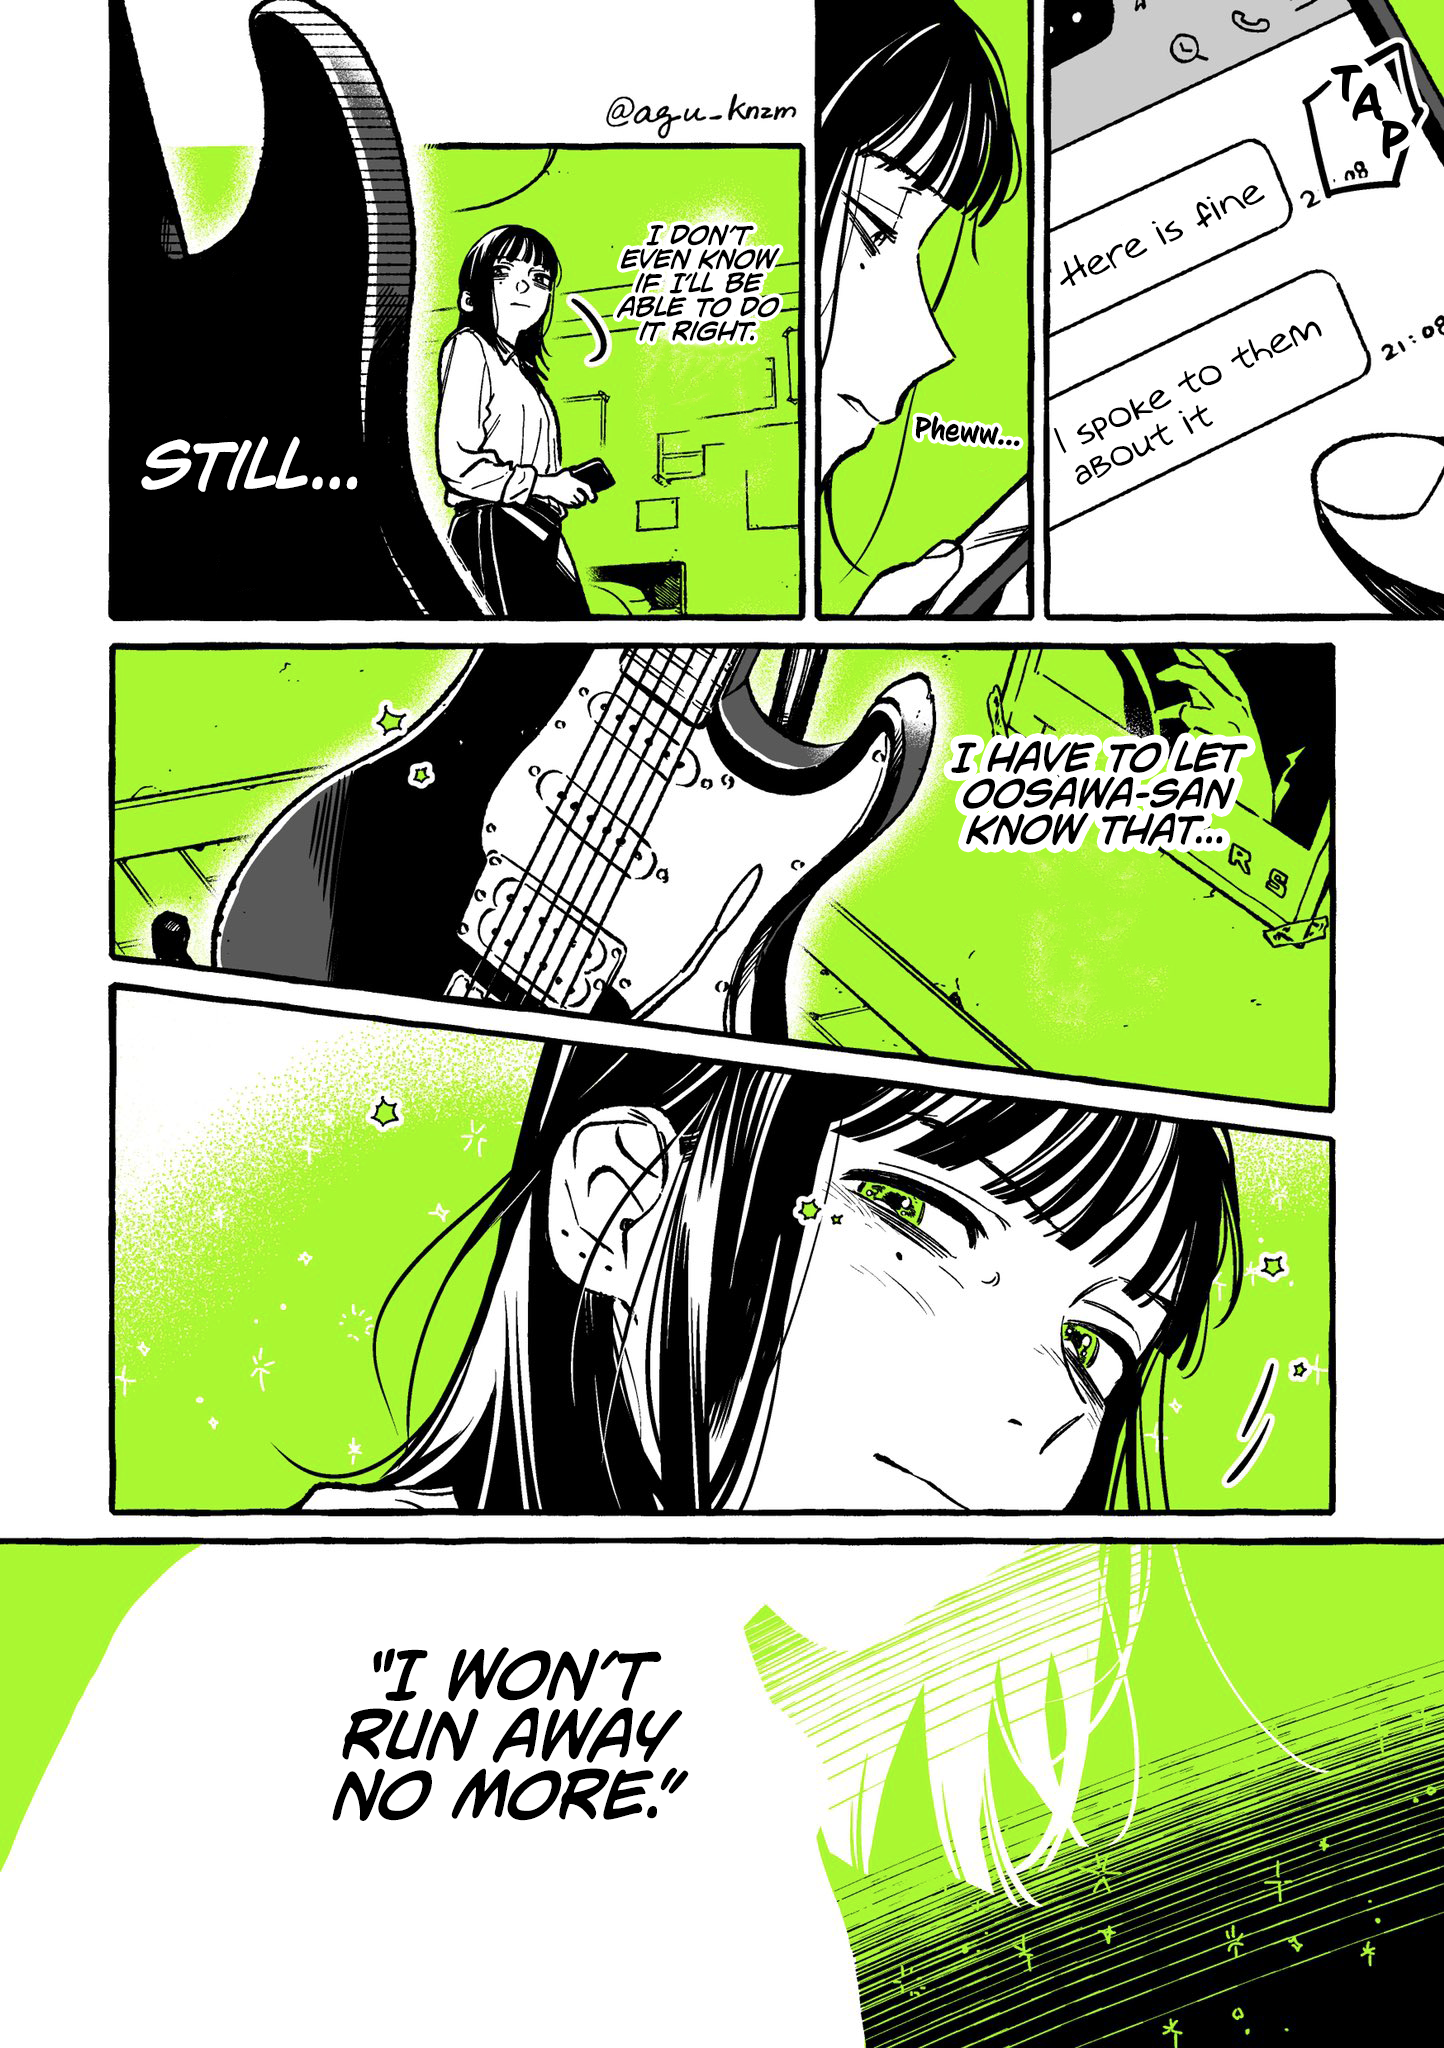 TAP
Here is fine
21:08
I spoke to them
about it
Pheww...
@agu_knzm
I DON'T
EVEN KNOW
IF I'LL BE
ABLE TO DO
IT RIGHT.
STILL...
I HAVE TO LET
OOSAWA-SAN
KNOW THAT...
RS
"I WON'T
RUN AWAY
NO MORE."